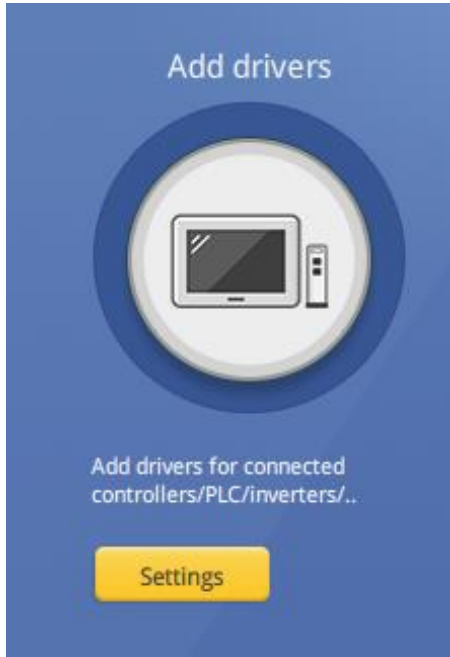 Add drivers
Add drivers for connected
controllers/PLC/inverters/..
Settings